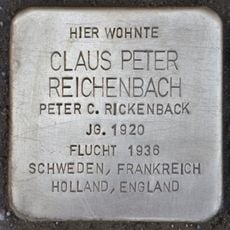 HIER WOHNTE
CLAUS PETER
REICHENBACH
PETER C. RICKENBACK
JG. 1920
FLUCHT 1936
SCHWEDEN, FRANKREICH
HOLLAND, ENGLAND